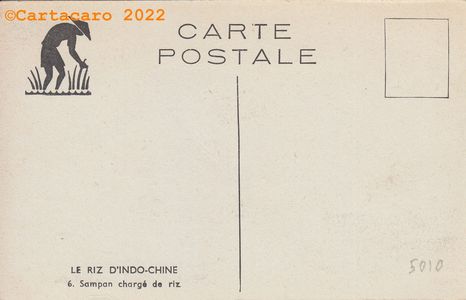 ©Cartacaro 2022
CARTE
POSTALE
LE RIZ D'INDO-CHINE
6. Sampan chargé de riz
5010